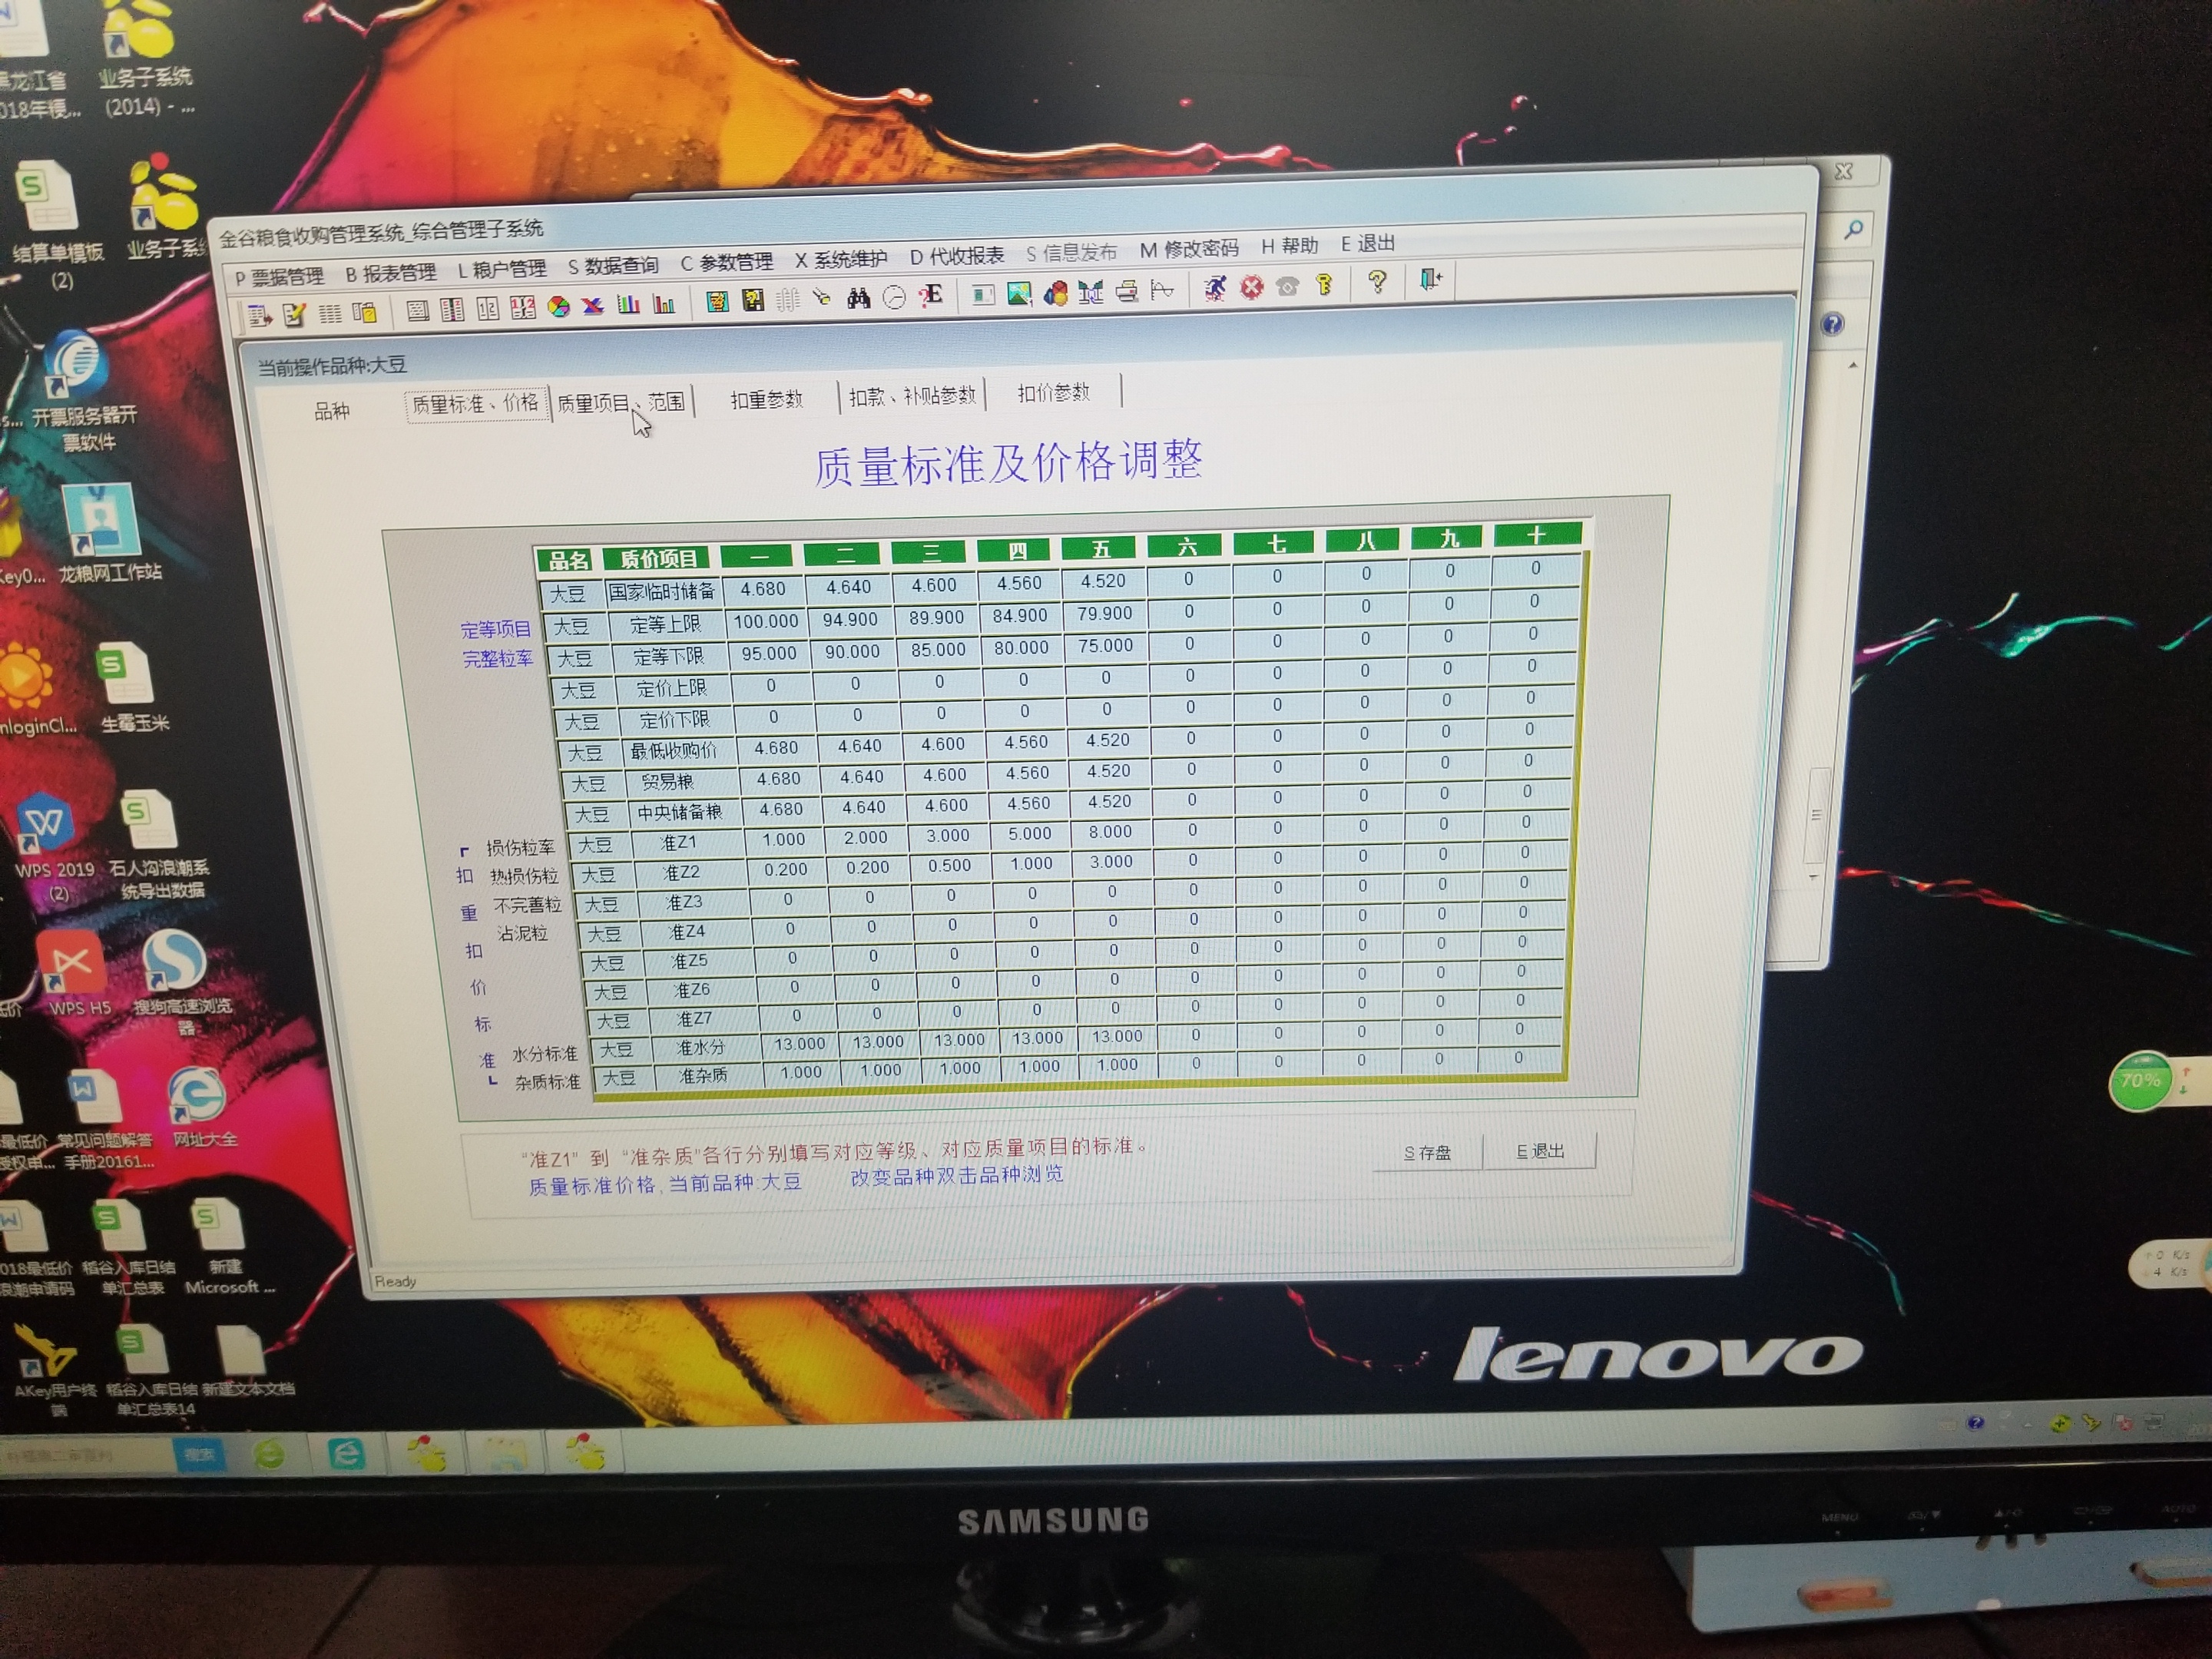 业务子系统
(2014) - ...
018年粳...
结算单模板
(2)
业务子系
开票服务器开
票软件
龙粮网工作站
nloginCl...
生霉玉米
WPS 2019
(2)
石人沟浪潮系
统导出数据
WPS H5
搜狗高速浏览
器
常见问题解答
手册20161...
网址大全
018最低价
浪潮申请码
稻谷入库日结
单汇总表
新建
Microsoft ...
AKey用户终
端
稻谷入库日结
单汇总表14
新建文本文档
金谷粮食收购管理系统_综合管理子系统
P 票据管理 B 报表管理 L 粮户管理 S 数据查询 C 参数管理 X 系统维护 D 代收报表 S 信息发布 M 修改密码 H 帮助 E 退出
当前操作品种:大豆
品种 质量标准、价格 质量项目、范围 扣重参数 扣款、补贴参数 扣价参数
质量标准及价格调整
品名 质价项目 一 二 三 四 五 六 七 八 九 十
大豆 国家临时储备 4.680 4.640 4.600 4.560 4.520 0 0 0 0 0
定等项目 大豆 定等上限 100.000 94.900 89.900 84.900 79.900 0 0 0 0 0
完整粒率 大豆 定等下限 95.000 90.000 85.000 80.000 75.000 0 0 0 0 0
大豆 定价上限 0 0 0 0 0 0 0 0 0 0
大豆 定价下限 0 0 0 0 0 0 0 0 0 0
大豆 最低收购价 4.680 4.640 4.600 4.560 4.520 0 0 0 0 0
大豆 贸易粮 4.680 4.640 4.600 4.560 4.520 0 0 0 0 0
大豆 中央储备粮 4.680 4.640 4.600 4.560 4.520 0 0 0 0 0
损伤粒率 大豆 准Z1 1.000 2.000 3.000 5.000 8.000 0 0 0 0 0
扣 热损伤粒 大豆 准Z2 0.200 0.200 0.500 1.000 3.000 0 0 0 0 0
重 不完善粒 大豆 准Z3 0 0 0 0 0 0 0 0 0 0
沾泥粒 大豆 准Z4 0 0 0 0 0 0 0 0 0 0
扣 大豆 准Z5 0 0 0 0 0 0 0 0 0 0
价 大豆 准Z6 0 0 0 0 0 0 0 0 0 0
标 大豆 准Z7 0 0 0 0 0 0 0 0 0 0
准 水分标准 大豆 准水分 13.000 13.000 13.000 13.000 13.000 0 0 0 0 0
杂质标准 大豆 准杂质 1.000 1.000 1.000 1.000 1.000 0 0 0 0 0
“准Z1” 到 “准杂质”各行分别填写对应等级、对应质量项目的标准。
质量标准价格,当前品种:大豆 改变品种双击品种浏览
S 存盘 E 退出
Ready
70%
0 K/s
4 K/s
lenovo
搜索
SAMSUNG
MENU
AUTO